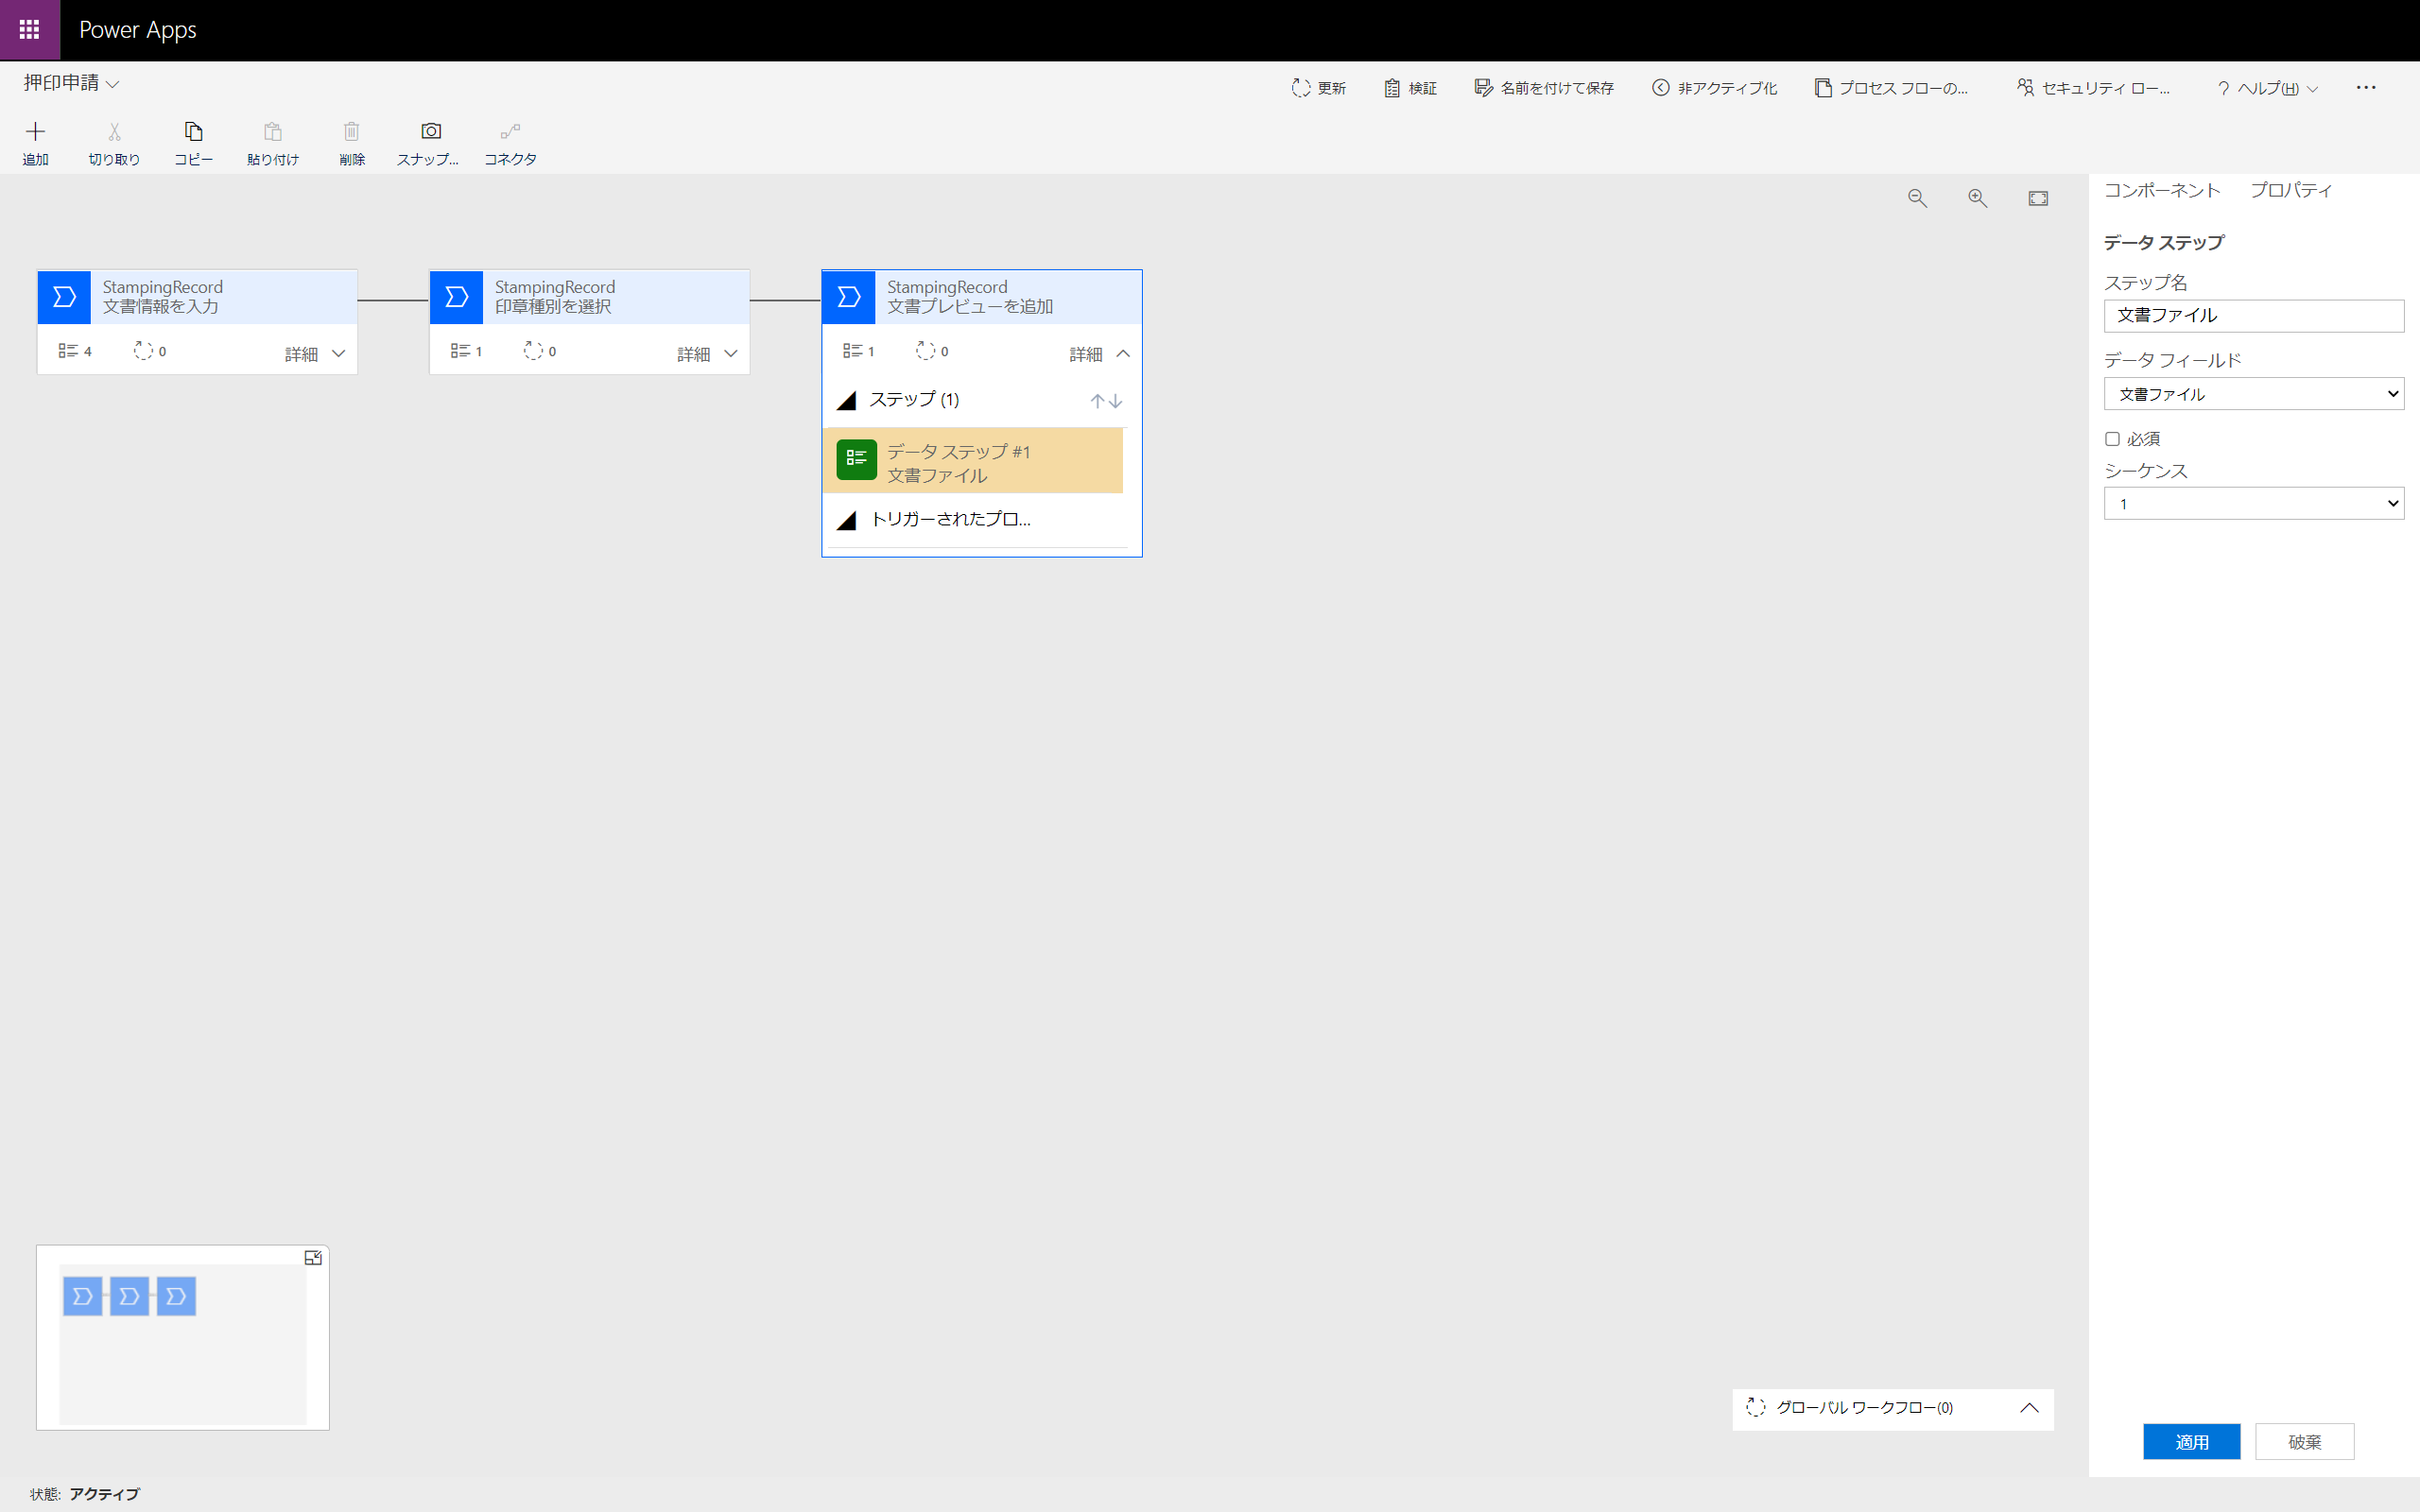 Power Apps
押印申請
更新
検証
名前を付けて保存
非アクティブ化
プロセス フローの...
セキュリティ ロー...
? ヘルプ(H)
...
追加
切り取り
コピー
貼り付け
削除
スナップ...
コネクタ
StampingRecord
文書情報を入力
4
0
詳細
StampingRecord
印章種別を選択
1
0
詳細
StampingRecord
文書プレビューを追加
1
0
詳細
ステップ (1)
データ ステップ #1
文書ファイル
トリガーされたプロ...
コンポーネント
プロパティ
データ ステップ
ステップ名
文書ファイル
データ フィールド
文書ファイル
必須
シーケンス
1
グローバル ワークフロー(0)
適用
破棄
状態: アクティブ